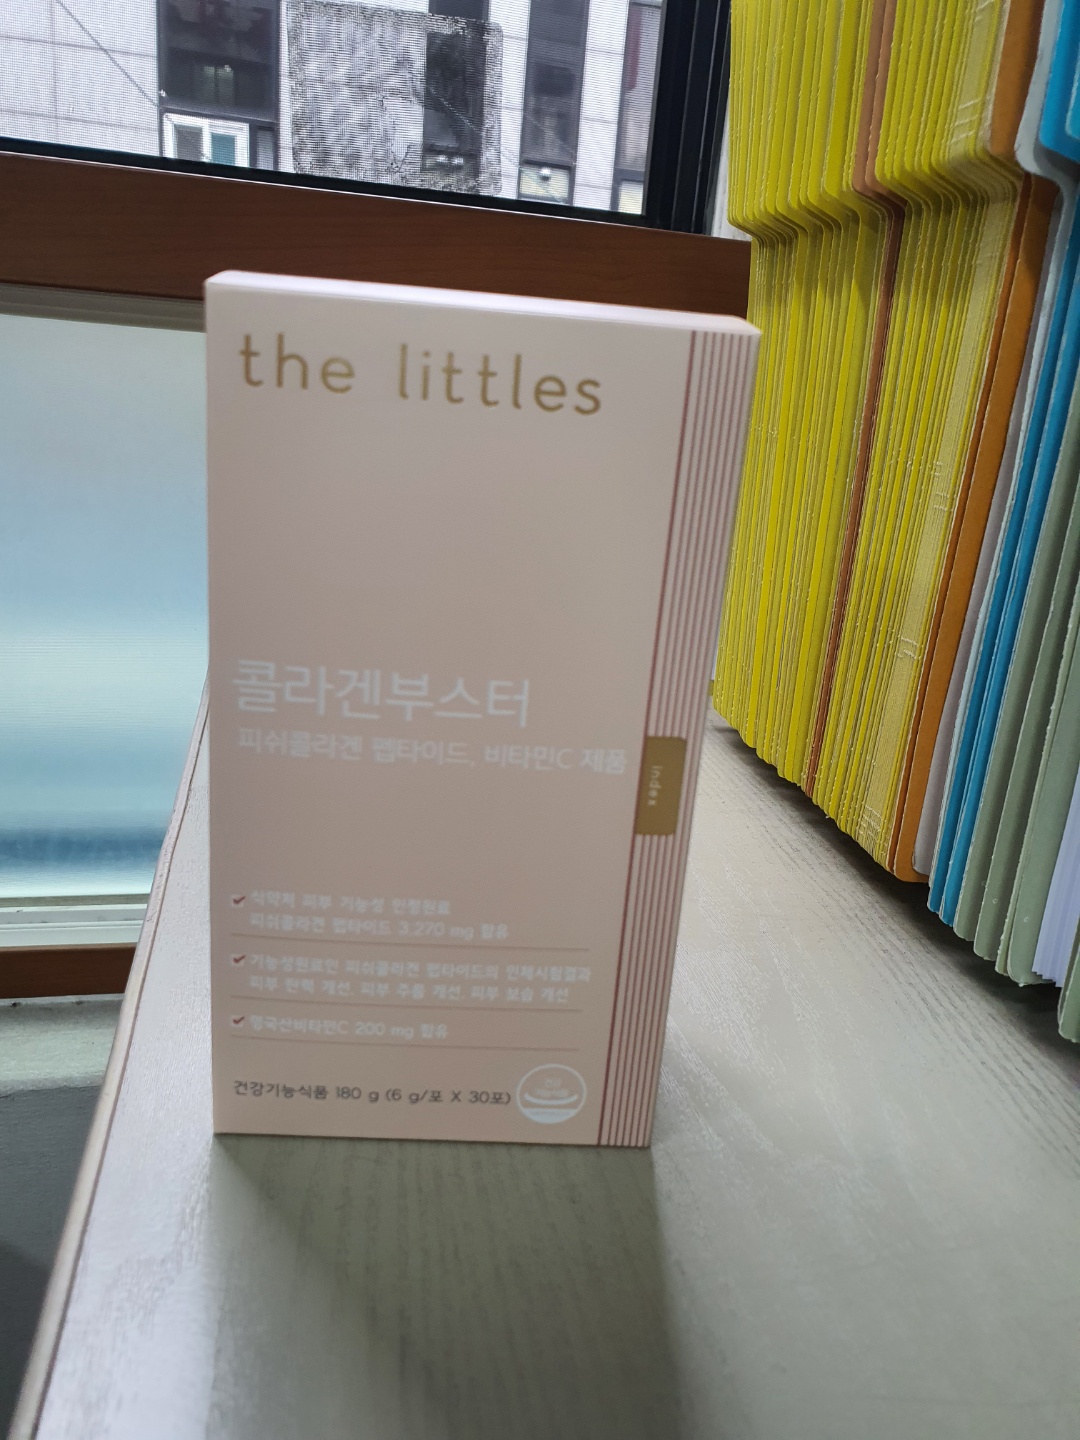 the littles
콜라겐부스터
피쉬콜라겐 펩타이드, 비타민C 제품
index
식약처 피부 기능성 인정원료
피쉬콜라겐 펩타이드 3,270 mg 함유
기능성원료인 피쉬콜라겐 펩타이드의 인체시험결과
피부 탄력 개선, 피부 주름 개선, 피부 보습 개선
영국산비타민C 200 mg 함유
건강기능식품 180 g (6 g/포 X 30포)